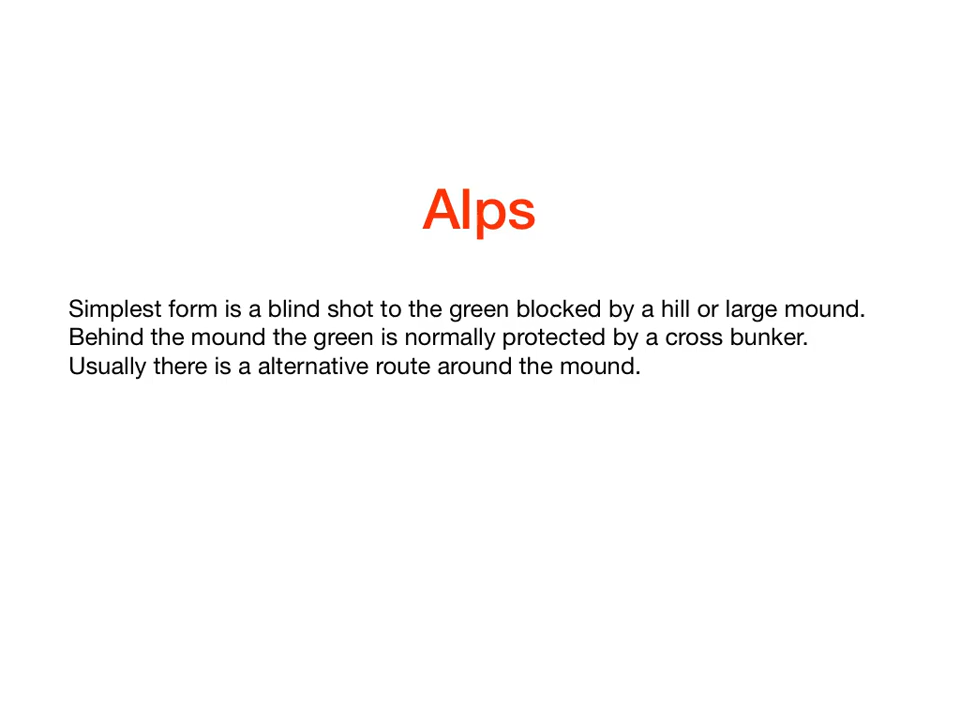 Alps
Simplest form is a blind shot to the green blocked by a hill or large mound.
Behind the mound the green is normally protected by a cross bunker.
Usually there is a alternative route around the mound.